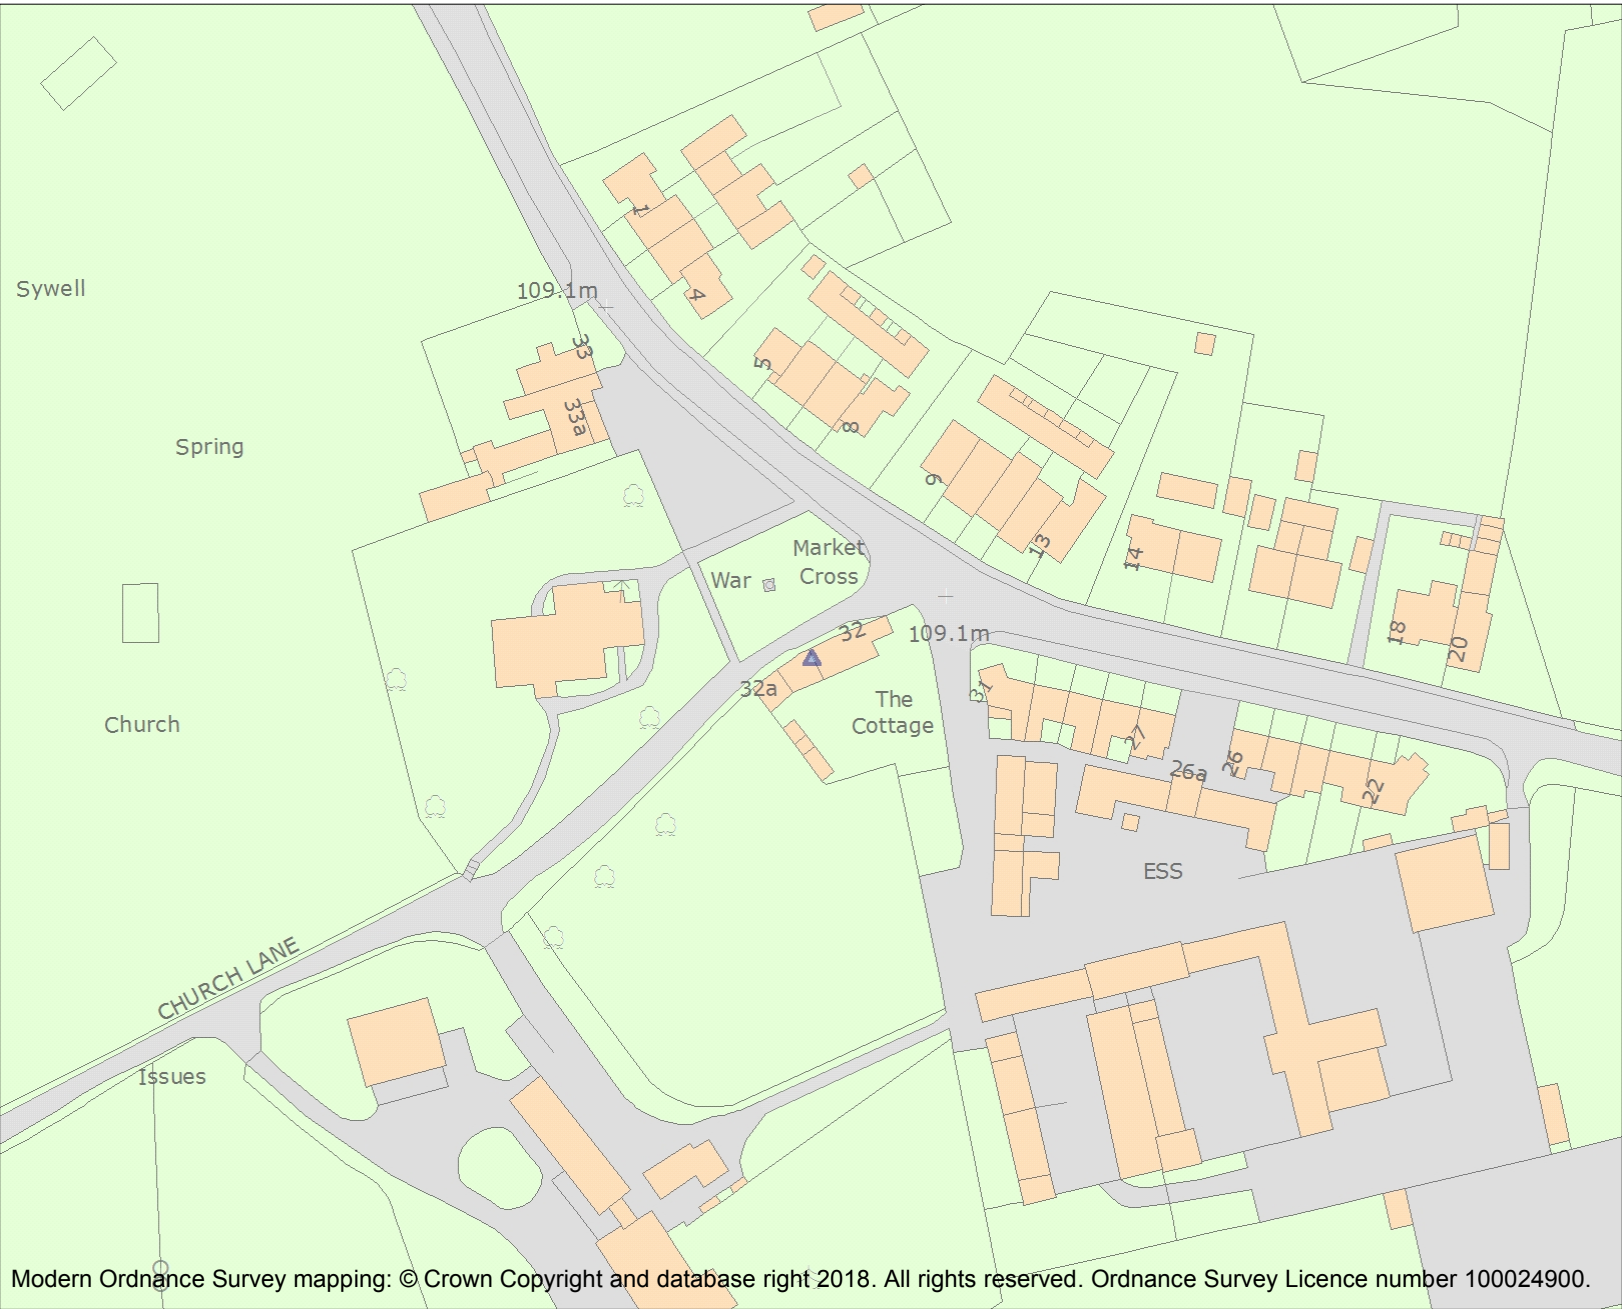 1
4
Sywell
109.1m
33
5
33a
8
Spring
9
13
14
Market
Cross
War
32
109.1m
18
20
32a
31
The
Cottage
27
Church
26a
26
22
ESS
CHURCH LANE
Issues
Modern Ordnance Survey mapping: © Crown Copyright and database right 2018. All rights reserved. Ordnance Survey Licence number 100024900.